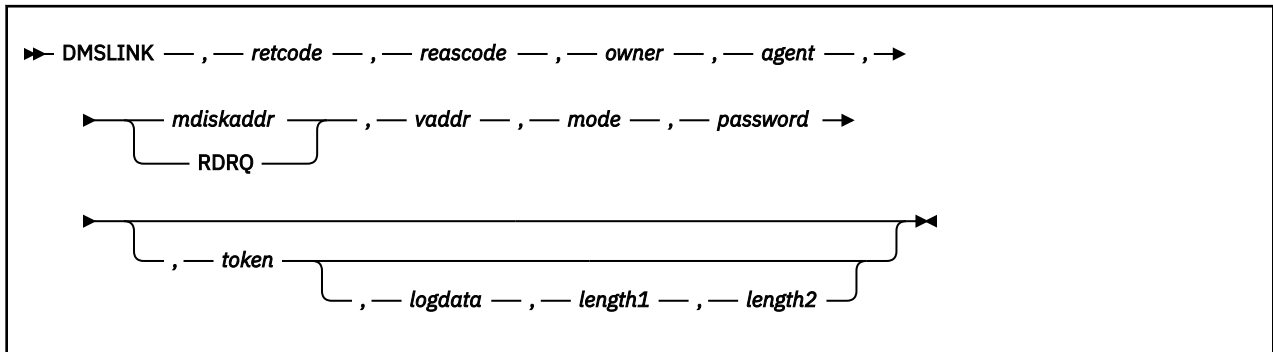 DMSLINK , retcode , reascode , owner , agent ,
mdiskaddr , vaddr , mode , password
RDRQ
, token
, logdata , length1 , length2